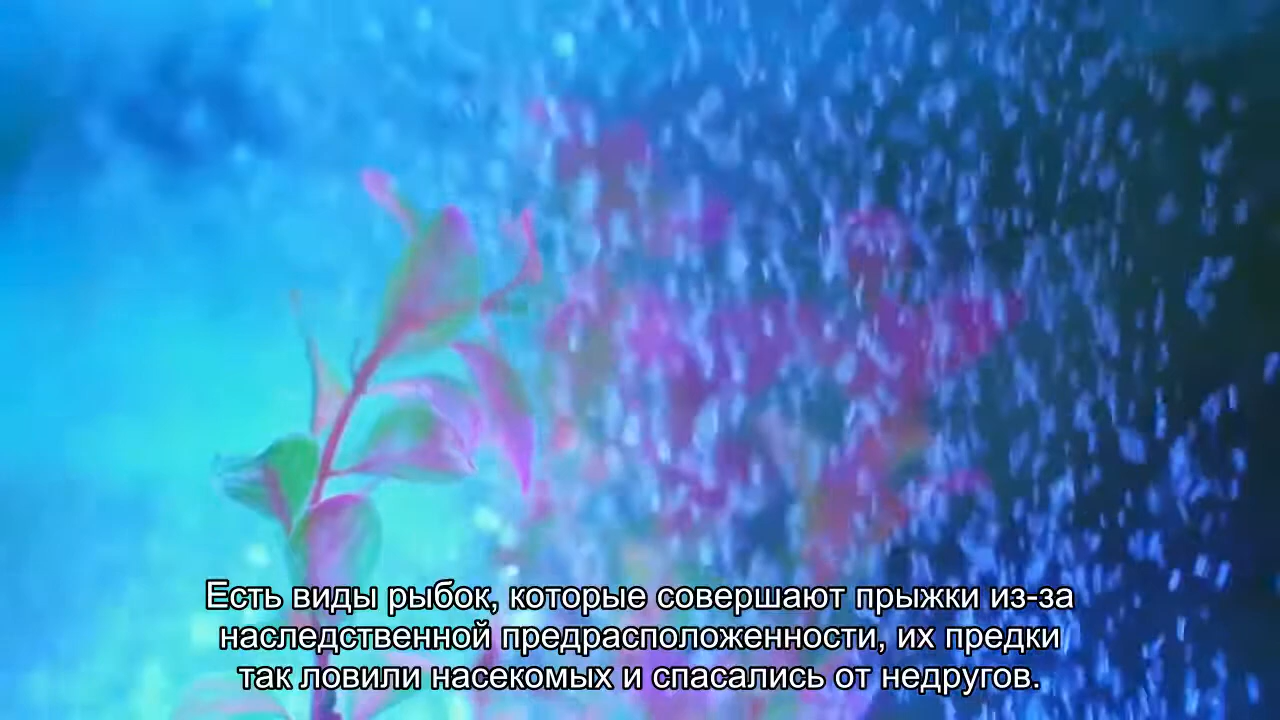 Есть виды рыбок, которые совершают прыжки из-за
наследственной предрасположенности, их предки
так ловили насекомых и спасались от недругов.